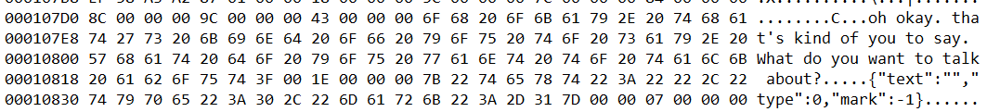 000107D0 8C 00 00 00 9C 00 00 00 43 00 00 00 6F 68 20 6F 6B 61 79 2E 20 74 68 61 ........C...oh okay. tha
000107E8 74 27 73 20 6B 69 6E 64 20 6F 66 20 79 6F 75 20 74 6F 20 73 61 79 2E 20 t's kind of you to say.
00010800 57 68 61 74 20 64 6F 20 79 6F 75 20 77 61 6E 74 20 74 6F 20 74 61 6C 6B What do you want to talk
00010818 20 61 62 6F 75 74 3F 00 1E 00 00 00 7B 22 74 65 78 74 22 3A 22 22 2C 22 about?.....{"text":"","
00010830 74 79 70 65 22 3A 30 2C 22 6D 61 72 6B 22 3A 2D 31 7D 00 00 07 00 00 00 type":0,"mark":-1}......